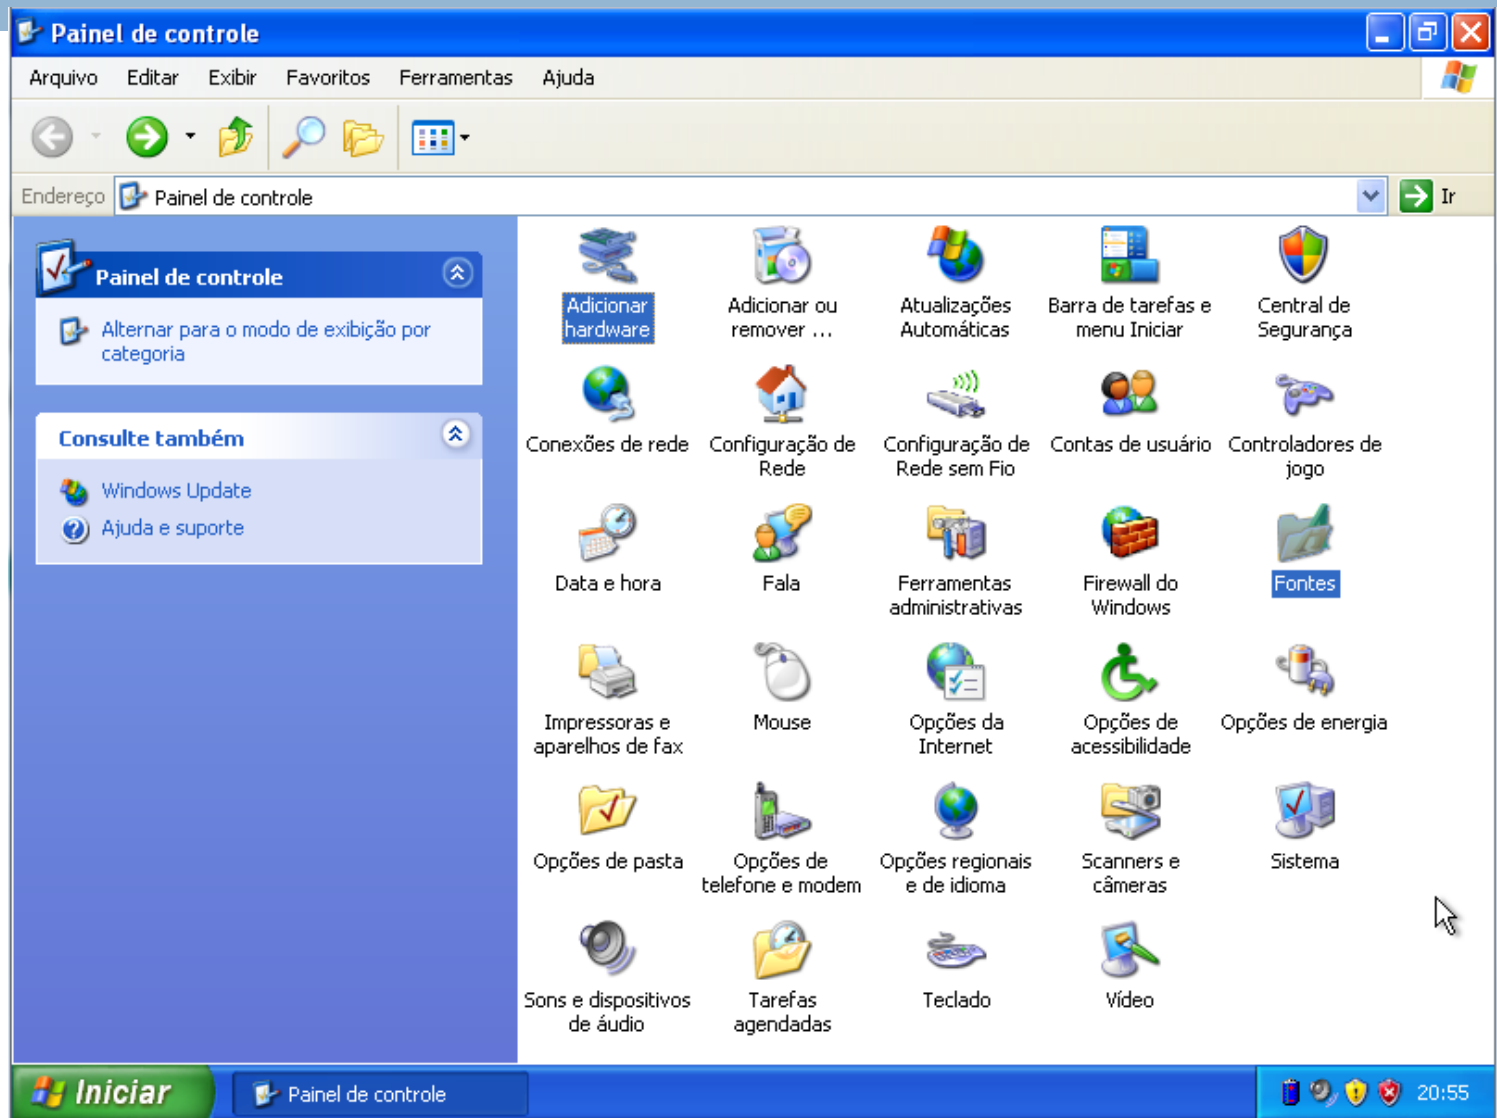 Painel de controle
Arquivo Editar Exibir Favoritos Ferramentas Ajuda
Endereço Painel de controle Ir
Painel de controle
Alternar para o modo de exibição por
categoria
Consulte também
Windows Update
Ajuda e suporte
Adicionar
hardware
Adicionar ou
remover ...
Atualizações
Automáticas
Barra de tarefas e
menu Iniciar
Central de
Segurança
Conexões de rede
Configuração de
Rede
Configuração de
Rede sem Fio
Contas de usuário
Controladores de
jogo
Data e hora
Fala
Ferramentas
administrativas
Firewall do
Windows
Fontes
Impressoras e
aparelhos de fax
Mouse
Opções da
Internet
Opções de
acessibilidade
Opções de energia
Opções de pasta
Opções de
telefone e modem
Opções regionais
e de idioma
Scanners e
câmeras
Sistema
Sons e dispositivos
de áudio
Tarefas
agendadas
Teclado
Vídeo
Iniciar Painel de controle 20:55